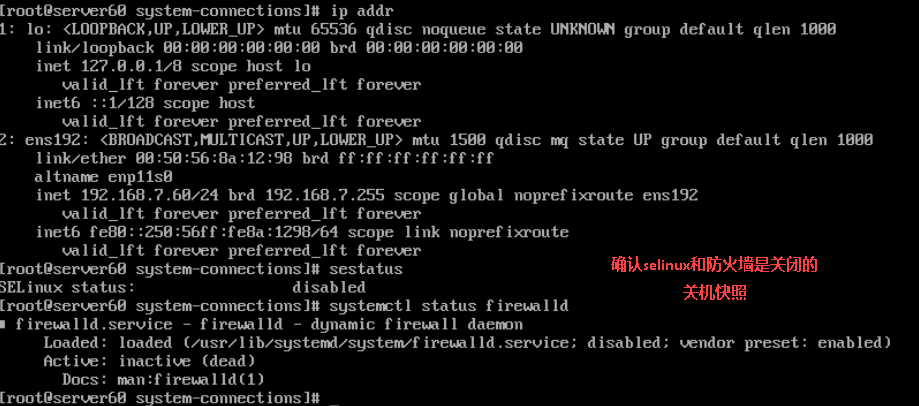 [root@server60 system-connections]# ip addr
1: lo: <LOOPBACK,UP,LOWER_UP> mtu 65536 qdisc noqueue state UNKNOWN group default qlen 1000
link/loopback 00:00:00:00:00:00 brd 00:00:00:00:00:00
inet 127.0.0.1/8 scope host lo
valid_lft forever preferred_lft forever
inet6 ::1/128 scope host
valid_lft forever preferred_lft forever
2: ens192: <BROADCAST,MULTICAST,UP,LOWER_UP> mtu 1500 qdisc mq state UP group default qlen 1000
link/ether 00:50:56:8a:12:98 brd ff:ff:ff:ff:ff:ff
altname enp11s0
inet 192.168.7.60/24 brd 192.168.7.255 scope global noprefixroute ens192
valid_lft forever preferred_lft forever
inet6 fe80::250:56ff:fe8a:1298/64 scope link noprefixroute
valid_lft forever preferred_lft forever
[root@server60 system-connections]# sestatus
确认selinux和防火墙是关闭的
SELinux status: disabled
关机快照
[root@server60 system-connections]# systemctl status firewalld
■ firewalld.service - firewalld - dynamic firewall daemon
Loaded: loaded (/usr/lib/systemd/system/firewalld.service; disabled; vendor preset: enabled)
Active: inactive (dead)
Docs: man:firewalld(1)
[root@server60 system-connections]# _